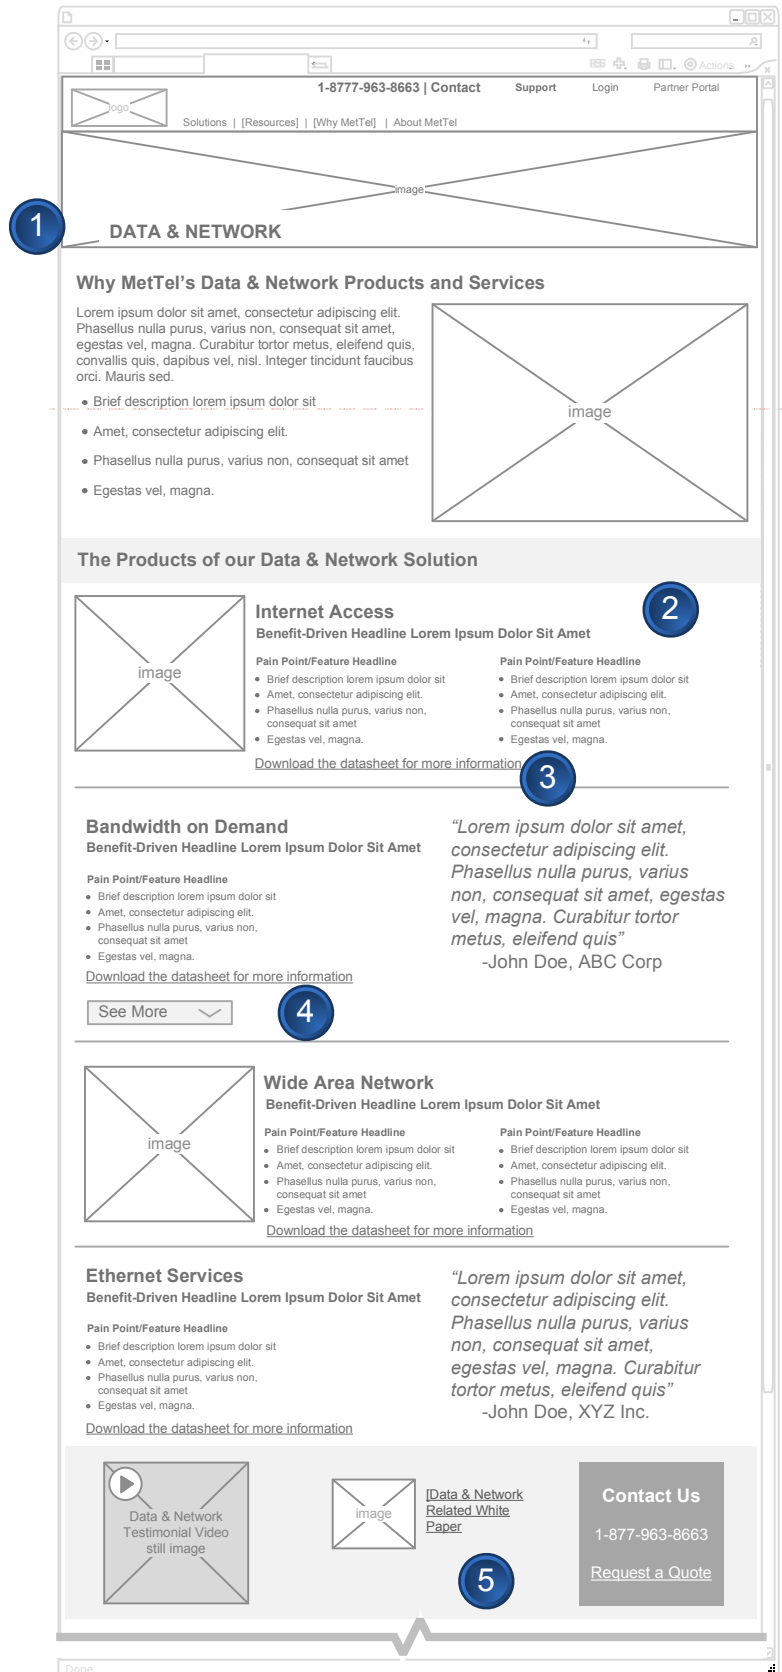 RSS Actions »
1-8777-963-8663 | Contact Support Login Partner Portal
logo
Solutions | [Resources] | [Why MetTel] | About MetTel
image
1
DATA & NETWORK
Why MetTel's Data & Network Products and Services
Lorem ipsum dolor sit amet, consectetur adipiscing elit.
Phasellus nulla purus, varius non, consequat sit amet,
egestas vel, magna. Curabitur tortor metus, eleifend quis,
convallis quis, dapibus vel, nisl. Integer tincidunt faucibus
orci. Mauris sed.
• Brief description lorem ipsum dolor sit
• Amet, consectetur adipiscing elit.
• Phasellus nulla purus, varius non, consequat sit amet
• Egestas vel, magna.
image
The Products of our Data & Network Solution
2
image
Internet Access
Benefit-Driven Headline Lorem Ipsum Dolor Sit Amet
Pain Point/Feature Headline
• Brief description lorem ipsum dolor sit
• Amet, consectetur adipiscing elit.
• Phasellus nulla purus, varius non,
consequat sit amet
• Egestas vel, magna.
Pain Point/Feature Headline
• Brief description lorem ipsum dolor sit
• Amet, consectetur adipiscing elit.
• Phasellus nulla purus, varius non,
consequat sit amet
• Egestas vel, magna.
Download the datasheet for more information
3
Bandwidth on Demand
Benefit-Driven Headline Lorem Ipsum Dolor Sit Amet
Pain Point/Feature Headline
• Brief description lorem ipsum dolor sit
• Amet, consectetur adipiscing elit.
• Phasellus nulla purus, varius non,
consequat sit amet
• Egestas vel, magna.
Download the datasheet for more information
See More
4
“Lorem ipsum dolor sit amet,
consectetur adipiscing elit.
Phasellus nulla purus, varius
non, consequat sit amet, egestas
vel, magna. Curabitur tortor
metus, eleifend quis”
-John Doe, ABC Corp
image
Wide Area Network
Benefit-Driven Headline Lorem Ipsum Dolor Sit Amet
Pain Point/Feature Headline
• Brief description lorem ipsum dolor sit
• Amet, consectetur adipiscing elit.
• Phasellus nulla purus, varius non,
consequat sit amet
• Egestas vel, magna.
Pain Point/Feature Headline
• Brief description lorem ipsum dolor sit
• Amet, consectetur adipiscing elit.
• Phasellus nulla purus, varius non,
consequat sit amet
• Egestas vel, magna.
Download the datasheet for more information
Ethernet Services
Benefit-Driven Headline Lorem Ipsum Dolor Sit Amet
Pain Point/Feature Headline
• Brief description lorem ipsum dolor sit
• Amet, consectetur adipiscing elit.
• Phasellus nulla purus, varius non,
consequat sit amet
• Egestas vel, magna.
Download the datasheet for more information
“Lorem ipsum dolor sit amet,
consectetur adipiscing elit.
Phasellus nulla purus, varius
non, consequat sit amet,
egestas vel, magna. Curabitur
tortor metus, eleifend quis”
-John Doe, XYZ Inc.
Data & Network
Testimonial Video
still image
image
[Data & Network
Related White
Paper
5
Contact Us
1-877-963-8663
Request a Quote
Done